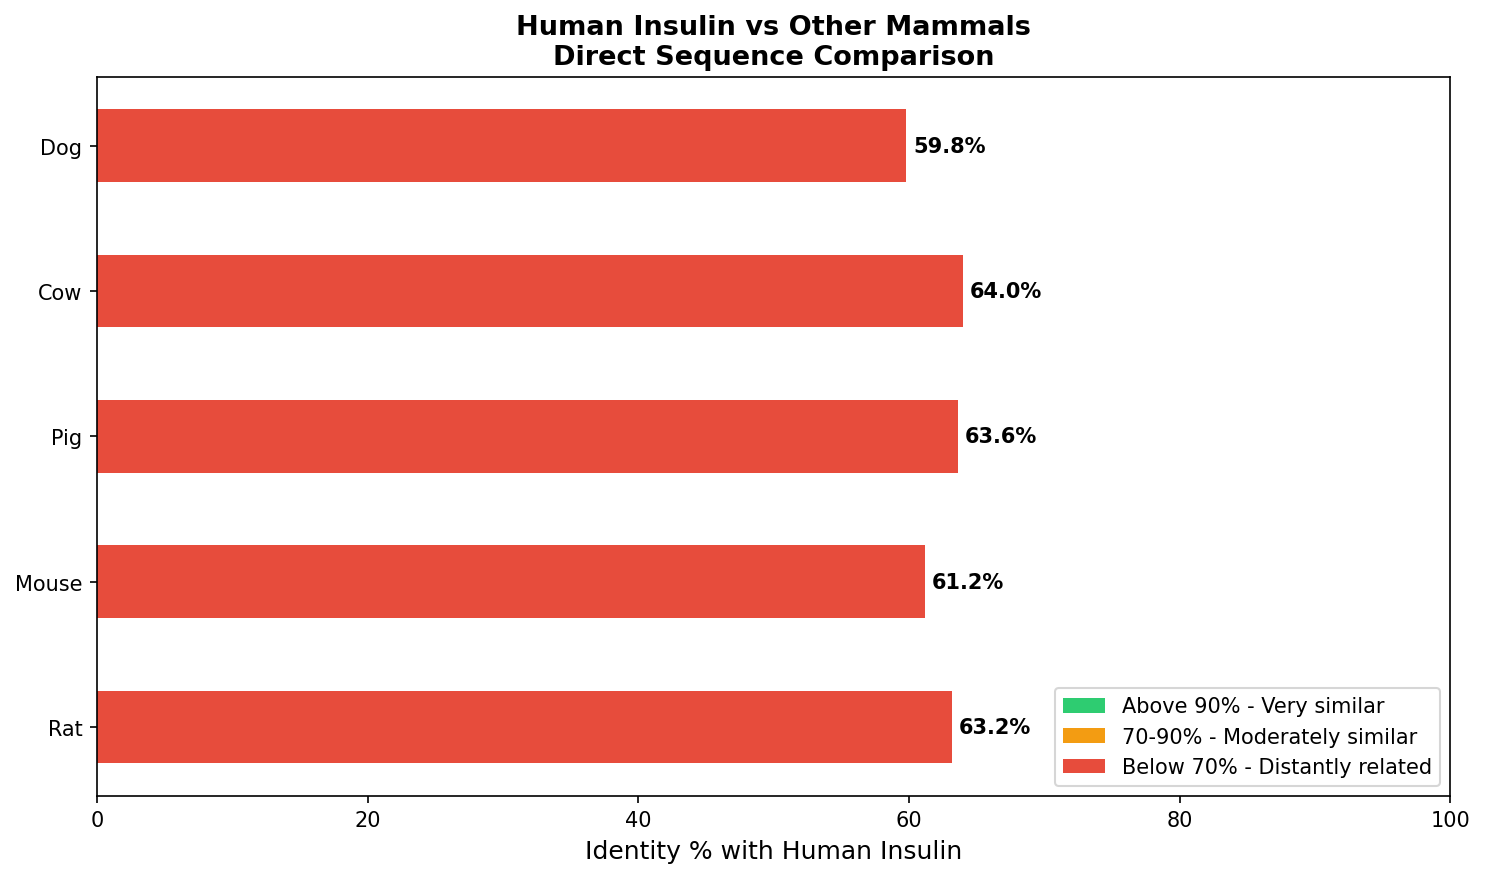 Human Insulin vs Other Mammals
Direct Sequence Comparison
Dog
59.8%
Cow
64.0%
Pig
63.6%
Mouse
61.2%
Rat
63.2%
Above 90% - Very similar
70-90% - Moderately similar
Below 70% - Distantly related
0 20 40 60 80 100
Identity % with Human Insulin